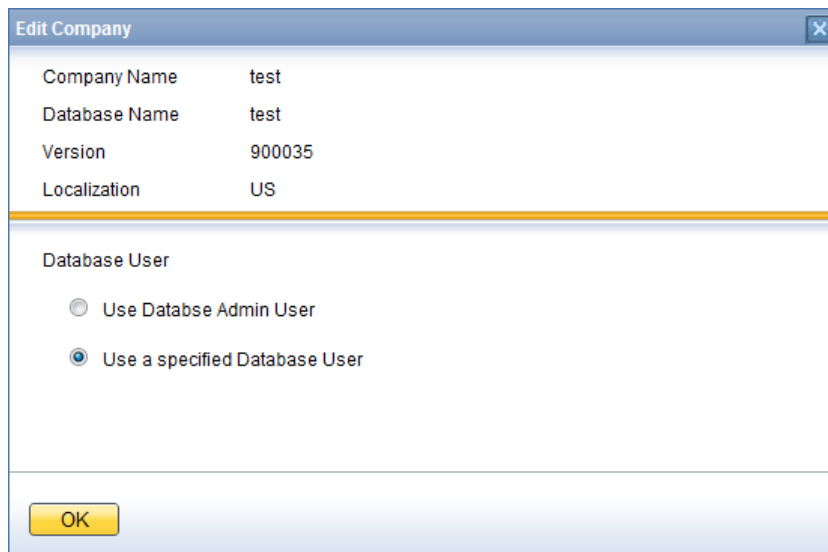 Edit Company
Company Name test
Database Name test
Version 900035
Localization US
Database User
Use Databse Admin User
Use a specified Database User
OK